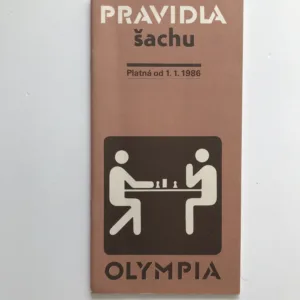 PRAVIDLA
šachu
Platná od 1. 1. 1986
OLYMPIA